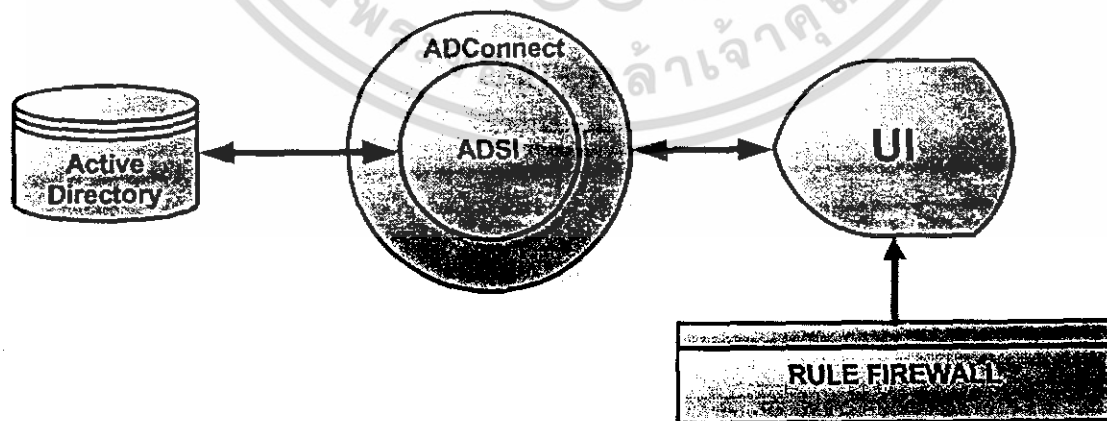 ADConnect
Active
Directory
ADSI
UI
RULE FIREWALL